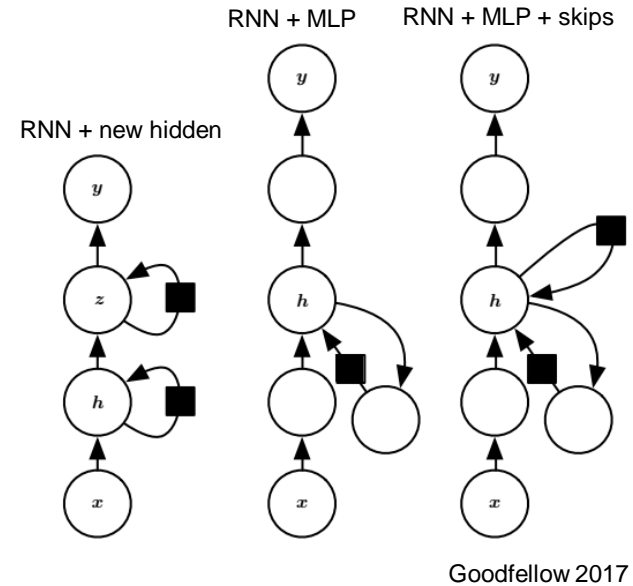 RNN + MLP
RNN + MLP + skips
RNN + new hidden
y
z
h
x
y
h
x
y
h
x
Goodfellow 2017